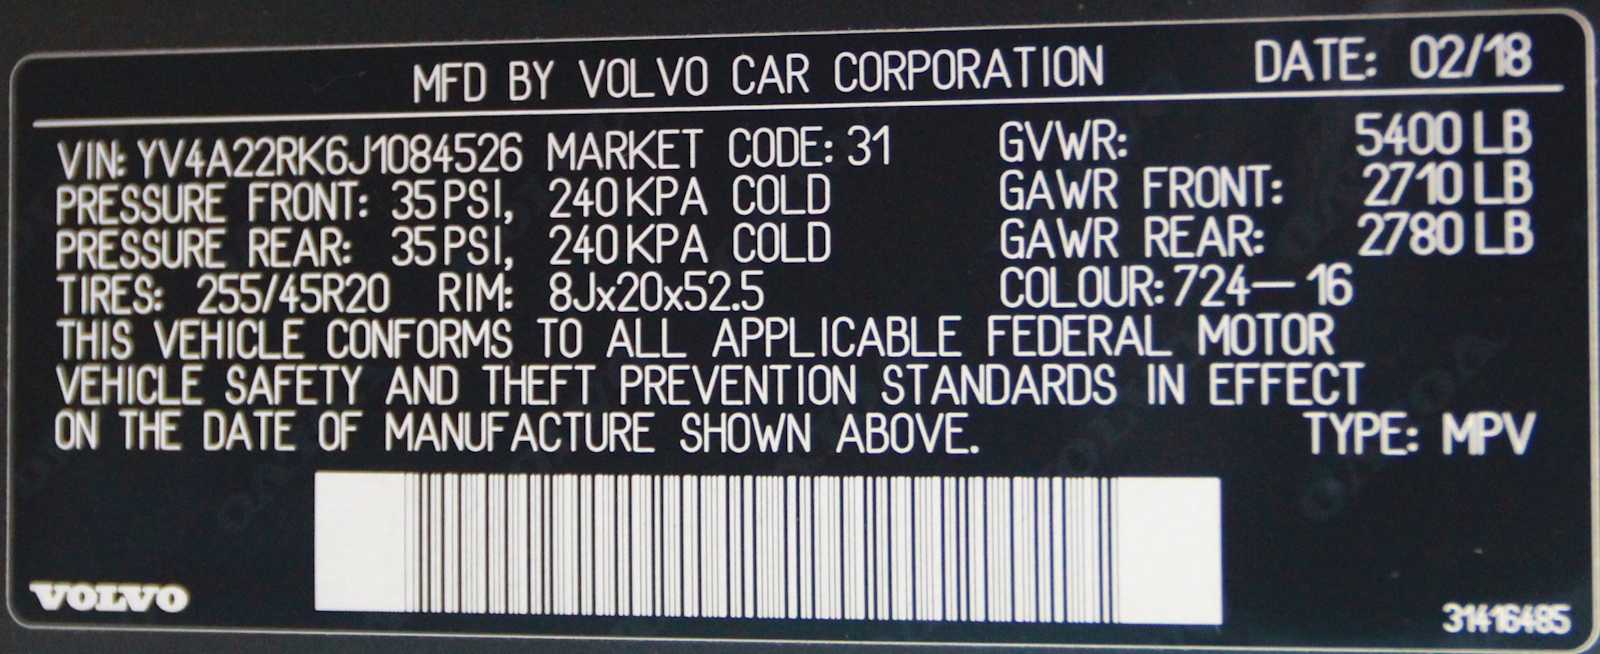 MFD BY VOLVO CAR CORPORATION DATE: 02/18
VIN: YV4A22RK6J1084526 MARKET CODE: 31 GVWR: 5400 LB
PRESSURE FRONT: 35 PSI, 240 KPA COLD GAWR FRONT: 2710 LB
PRESSURE REAR: 35 PSI, 240 KPA COLD GAWR REAR: 2780 LB
TIRES: 255/45R20 RIM: 8Jx20x52.5 COLOUR: 724-16
THIS VEHICLE CONFORMS TO ALL APPLICABLE FEDERAL MOTOR
VEHICLE SAFETY AND THEFT PREVENTION STANDARDS IN EFFECT
ON THE DATE OF MANUFACTURE SHOWN ABOVE. TYPE: MPV
VOLVO 31416485